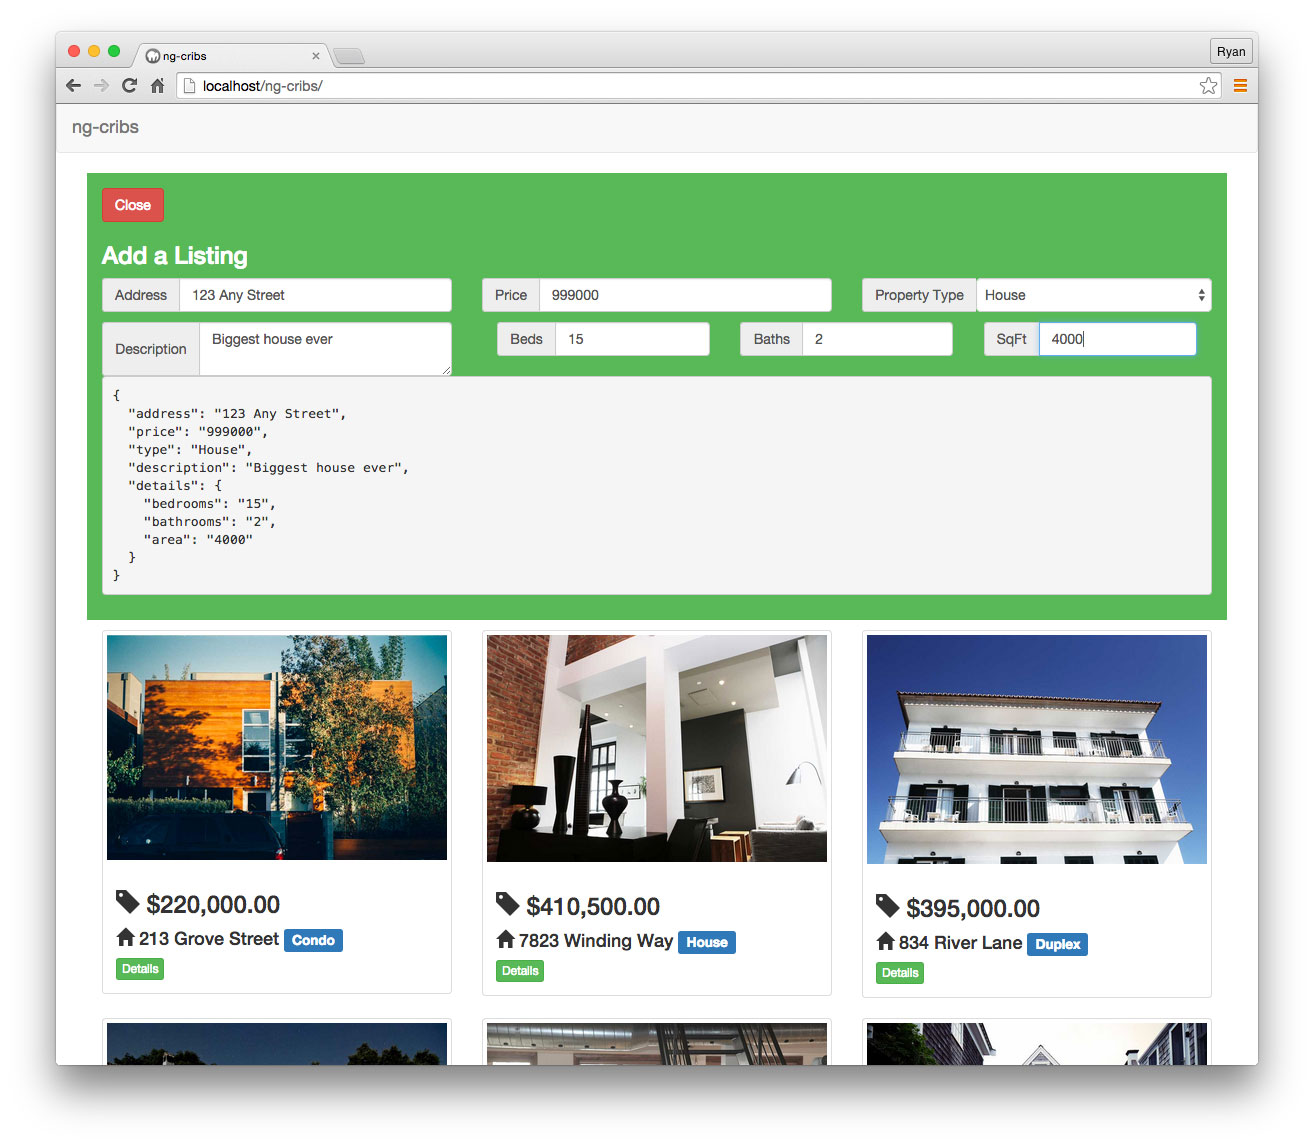 ng-cribs
Ryan
localhost/ng-cribs/
ng-cribs
Close
Add a Listing
Address 123 Any Street Price 999000 Property Type House
Description Biggest house ever Beds 15 Baths 2 SqFt 4000
{
"address": "123 Any Street",
"price": "999000",
"type": "House",
"description": "Biggest house ever",
"details": {
"bedrooms": "15",
"bathrooms": "2",
"area": "4000"
}
}
$220,000.00
213 Grove Street Condo
Details
$410,500.00
7823 Winding Way House
Details
$395,000.00
834 River Lane Duplex
Details